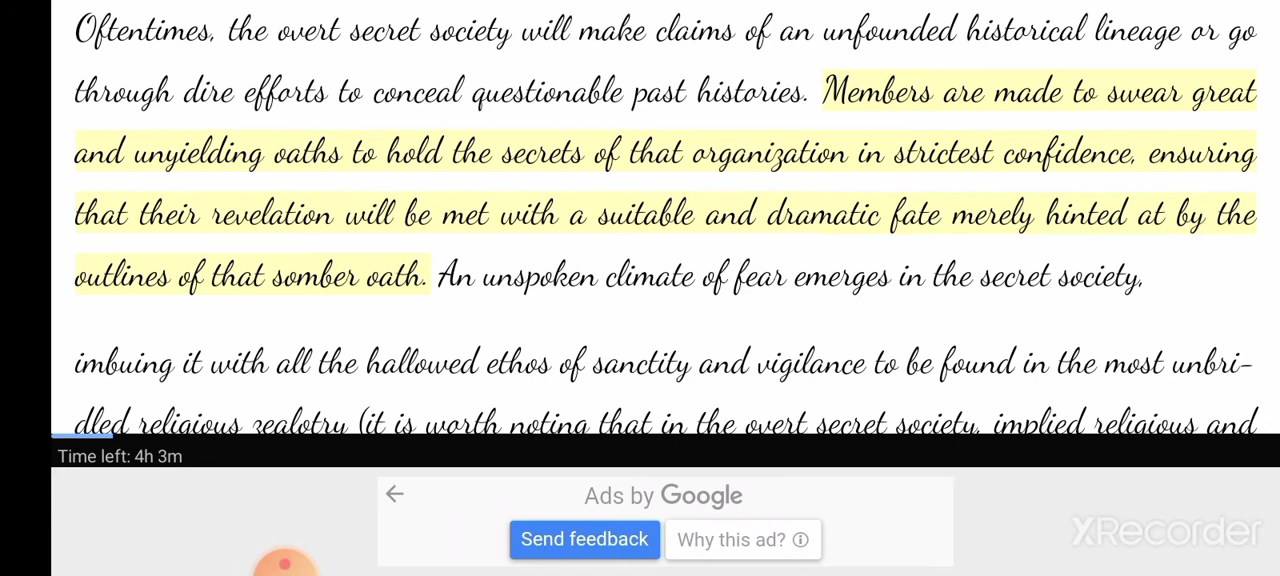 Oftentimes, the overt secret society will make claims of an unfounded historical lineage or go
through dire efforts to conceal questionable past histories. Members are made to swear great
and unyielding oaths to hold the secrets of that organization in strictest confidence, ensuring
that their revelation will be met with a suitable and dramatic fate merely hinted at by the
outlines of that somber oath. An unspoken climate of fear emerges in the secret society,
imbuing it with all the hallowed ethos of sanctity and vigilance to be found in the most unbri-
dled religious zealotry (it is worth noting that in the overt secret society, implied religious and
Time left: 4h 3m
Ads by Google
Send feedback
Why this ad?
XRecorder